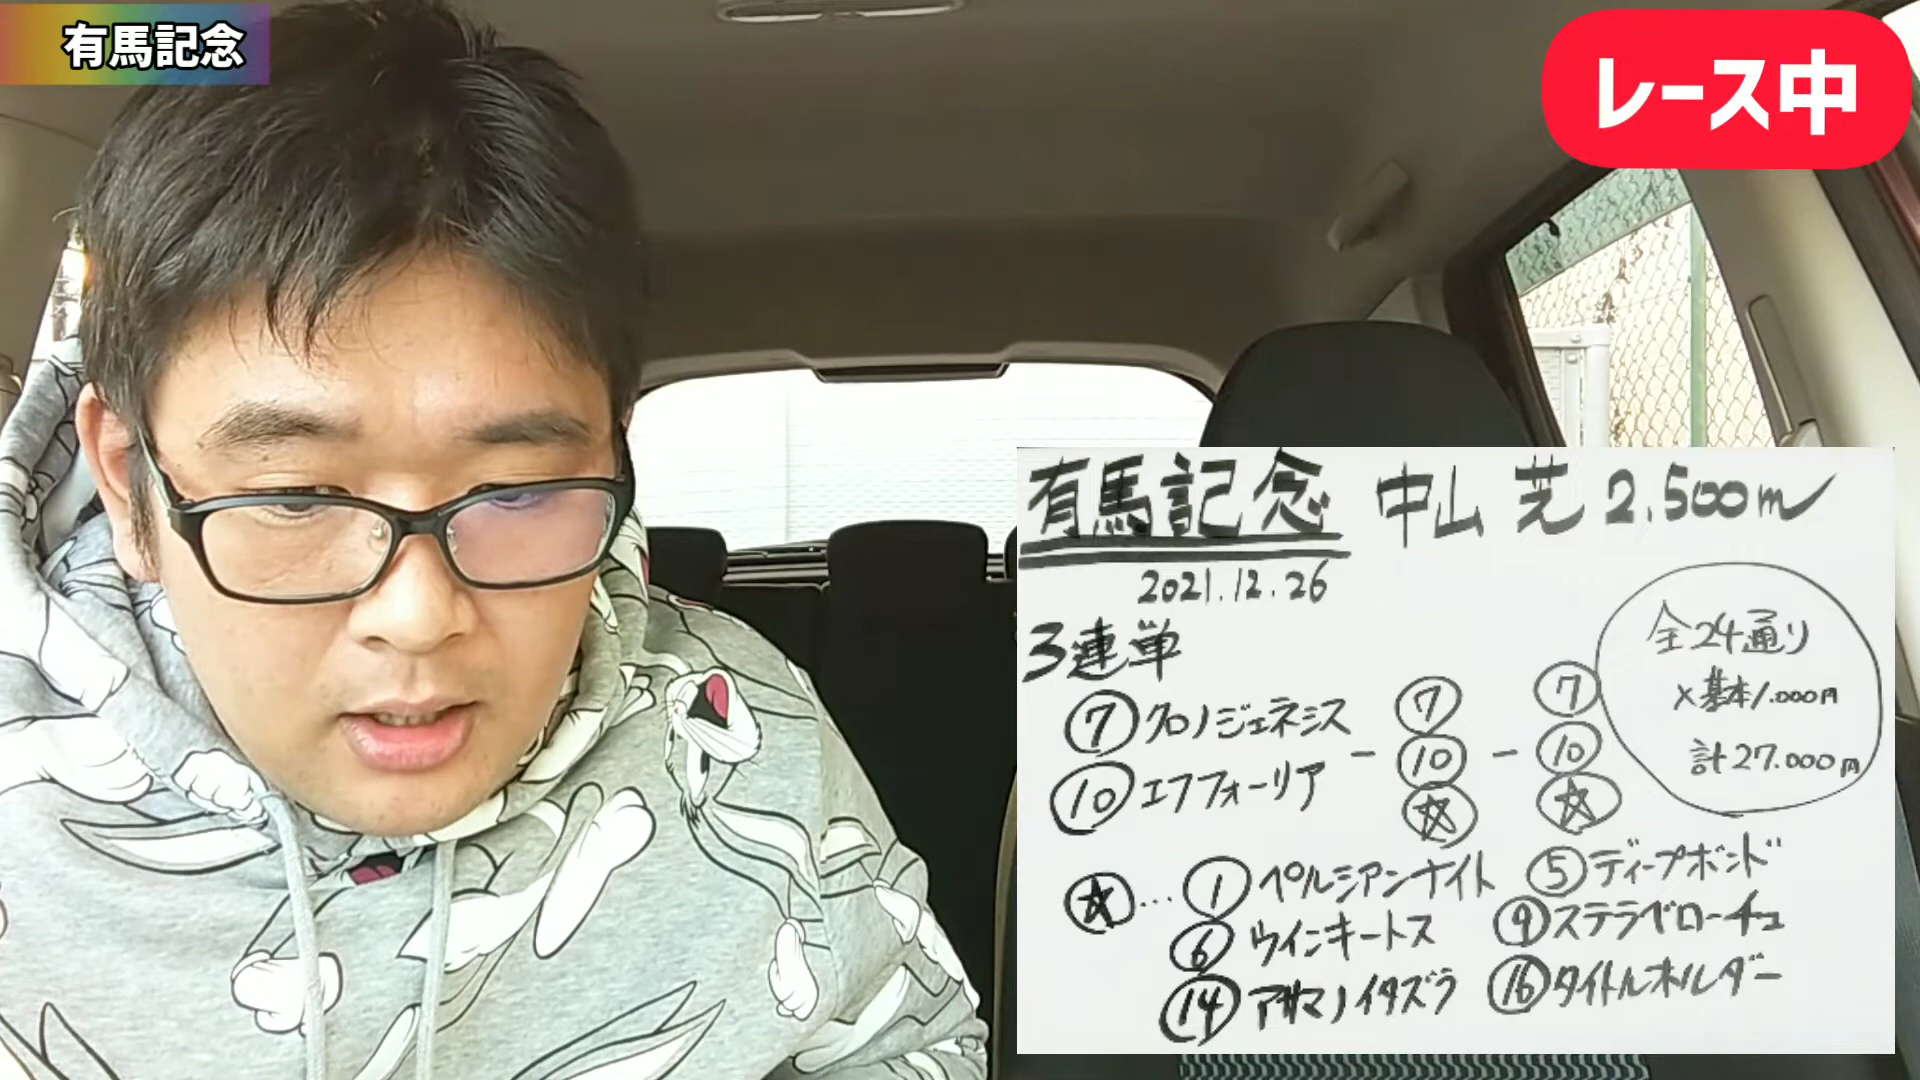 有馬記念
レース中
有馬記念 中山 芝 2.500m
2021.12.26
3連単
全24通り
×基本1.000円
計27.000円
⑦クロノジェネシス
⑩エフフォーリア
- ⑦ ⑩ ☆ - ⑦ ⑩ ☆
☆…①ペルシアンナイト ⑤ディープボンド
⑥ウインキートス ⑨ステラベローチェ
⑭アサマノイタズラ ⑯タイトルホルダー